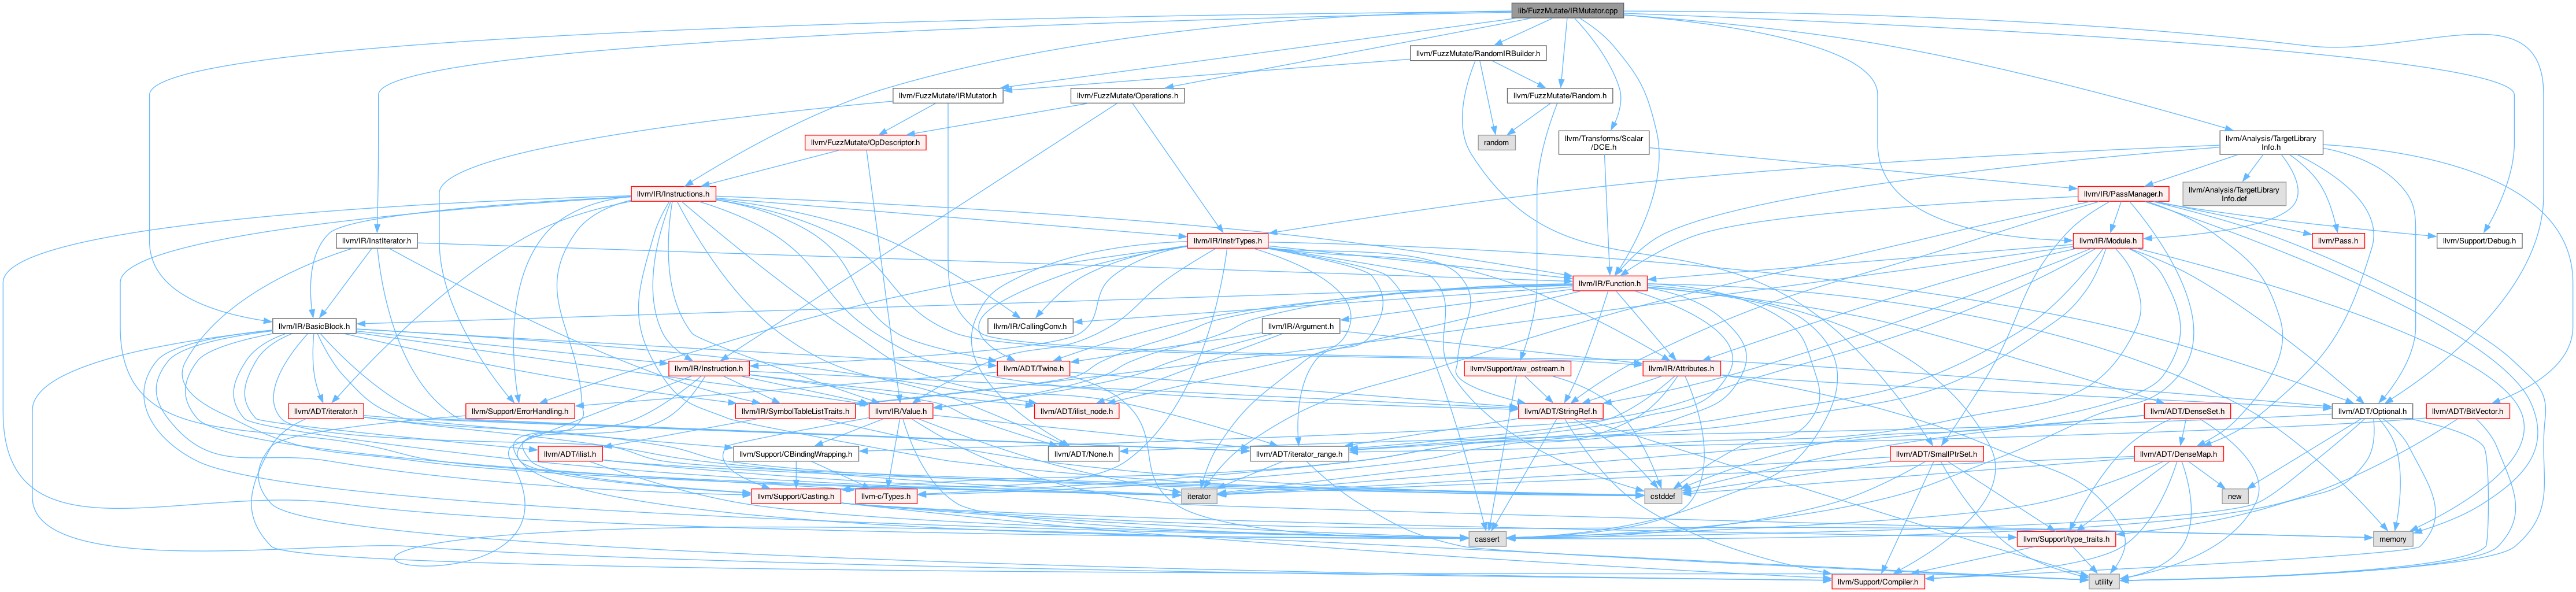 lib/FuzzMutate/IRMutator.cpp
llvm/FuzzMutate/RandomIRBuilder.h
llvm/FuzzMutate/IRMutator.h
llvm/FuzzMutate/Operations.h
llvm/FuzzMutate/Random.h
llvm/FuzzMutate/OpDescriptor.h
random
llvm/Transforms/Scalar
/DCE.h
llvm/Analysis/TargetLibrary
Info.h
llvm/IR/Instructions.h
llvm/IR/PassManager.h
llvm/Analysis/TargetLibrary
Info.def
llvm/IR/InstIterator.h
llvm/IR/InstrTypes.h
llvm/IR/Module.h
llvm/Pass.h
llvm/Support/Debug.h
llvm/IR/Function.h
llvm/IR/BasicBlock.h
llvm/IR/CallingConv.h
llvm/IR/Argument.h
llvm/IR/Instruction.h
llvm/ADT/Twine.h
llvm/Support/raw_ostream.h
llvm/IR/Attributes.h
llvm/ADT/iterator.h
llvm/Support/ErrorHandling.h
llvm/IR/SymbolTableListTraits.h
llvm/IR/Value.h
llvm/ADT/ilist_node.h
llvm/ADT/StringRef.h
llvm/ADT/DenseSet.h
llvm/ADT/Optional.h
llvm/ADT/BitVector.h
llvm/ADT/ilist.h
llvm/Support/CBindingWrapping.h
llvm/ADT/None.h
llvm/ADT/iterator_range.h
llvm/ADT/SmallPtrSet.h
llvm/ADT/DenseMap.h
llvm/Support/Casting.h
llvm-c/Types.h
iterator
cstddef
new
cassert
llvm/Support/type_traits.h
memory
llvm/Support/Compiler.h
utility